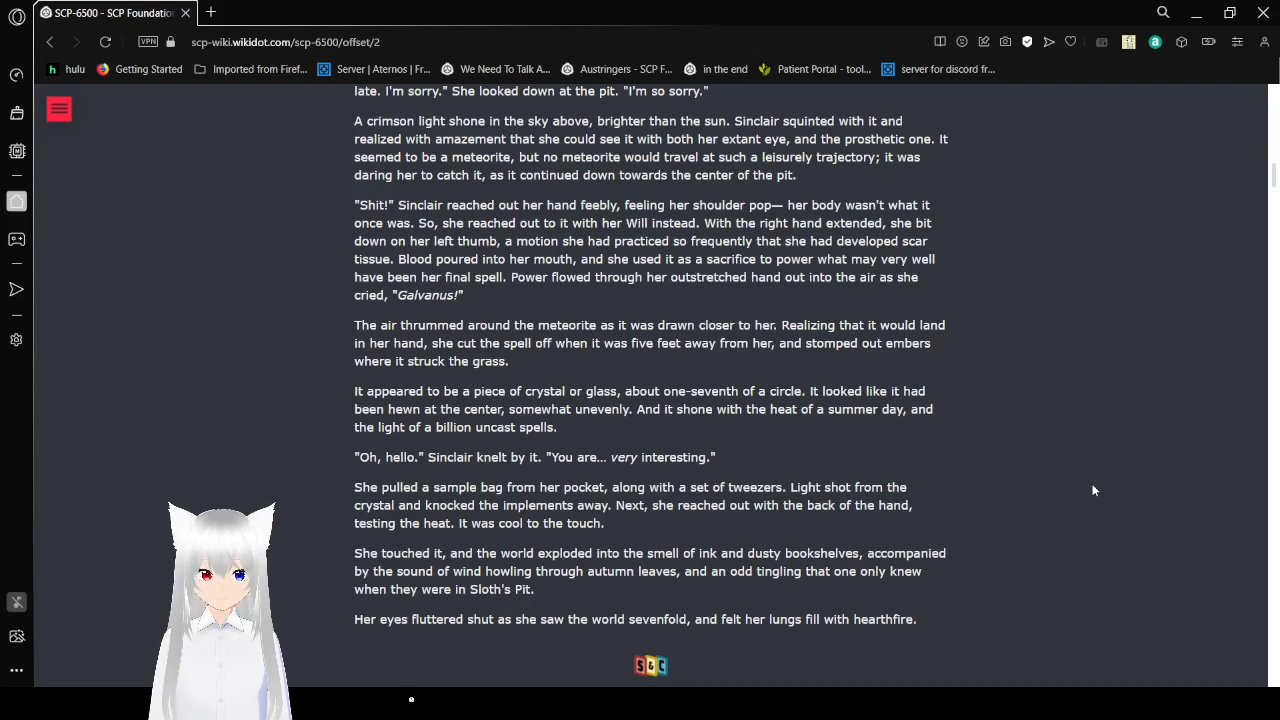 SCP-6500 - SCP Foundatio
VPN
scp-wiki.wikidot.com/scp-6500/offset/2
hulu
Getting Started
Imported from Firef...
Server | Aternos | Fr...
We Need To Talk A...
Austringers - SCP F...
in the end
Patient Portal - tool...
server for discord fr...
late. I'm sorry." She looked down at the pit. "I'm so sorry."
A crimson light shone in the sky above, brighter than the sun. Sinclair squinted with it and
realized with amazement that she could see it with both her extant eye, and the prosthetic one. It
seemed to be a meteorite, but no meteorite would travel at such a leisurely trajectory; it was
daring her to catch it, as it continued down towards the center of the pit.
"Shit!" Sinclair reached out her hand feebly, feeling her shoulder pop— her body wasn't what it
once was. So, she reached out to it with her Will instead. With the right hand extended, she bit
down on her left thumb, a motion she had practiced so frequently that she had developed scar
tissue. Blood poured into her mouth, and she used it as a sacrifice to power what may very well
have been her final spell. Power flowed through her outstretched hand out into the air as she
cried, "Galvanus!"
The air thrummed around the meteorite as it was drawn closer to her. Realizing that it would land
in her hand, she cut the spell off when it was five feet away from her, and stomped out embers
where it struck the grass.
It appeared to be a piece of crystal or glass, about one-seventh of a circle. It looked like it had
been hewn at the center, somewhat unevenly. And it shone with the heat of a summer day, and
the light of a billion uncast spells.
"Oh, hello." Sinclair knelt by it. "You are... very interesting."
She pulled a sample bag from her pocket, along with a set of tweezers. Light shot from the
crystal and knocked the implements away. Next, she reached out with the back of the hand,
testing the heat. It was cool to the touch.
She touched it, and the world exploded into the smell of ink and dusty bookshelves, accompanied
by the sound of wind howling through autumn leaves, and an odd tingling that one only knew
when they were in Sloth's Pit.
Her eyes fluttered shut as she saw the world sevenfold, and felt her lungs fill with hearthfire.
S & C